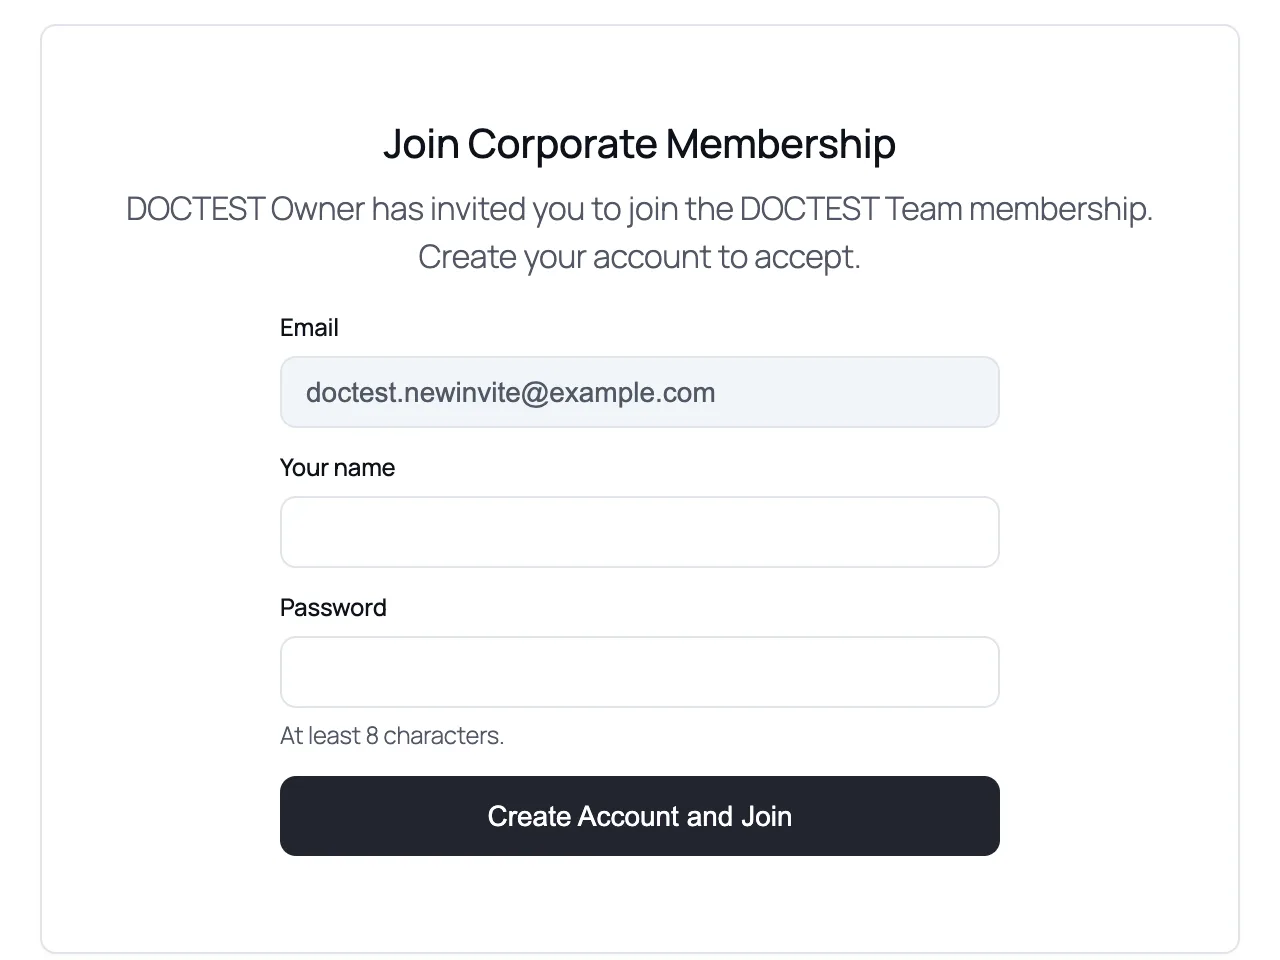 Join Corporate Membership
DOCTEST Owner has invited you to join the DOCTEST Team membership.
Create your account to accept.
Email
doctest.newinvite@example.com
Your name
Password
At least 8 characters.
Create Account and Join